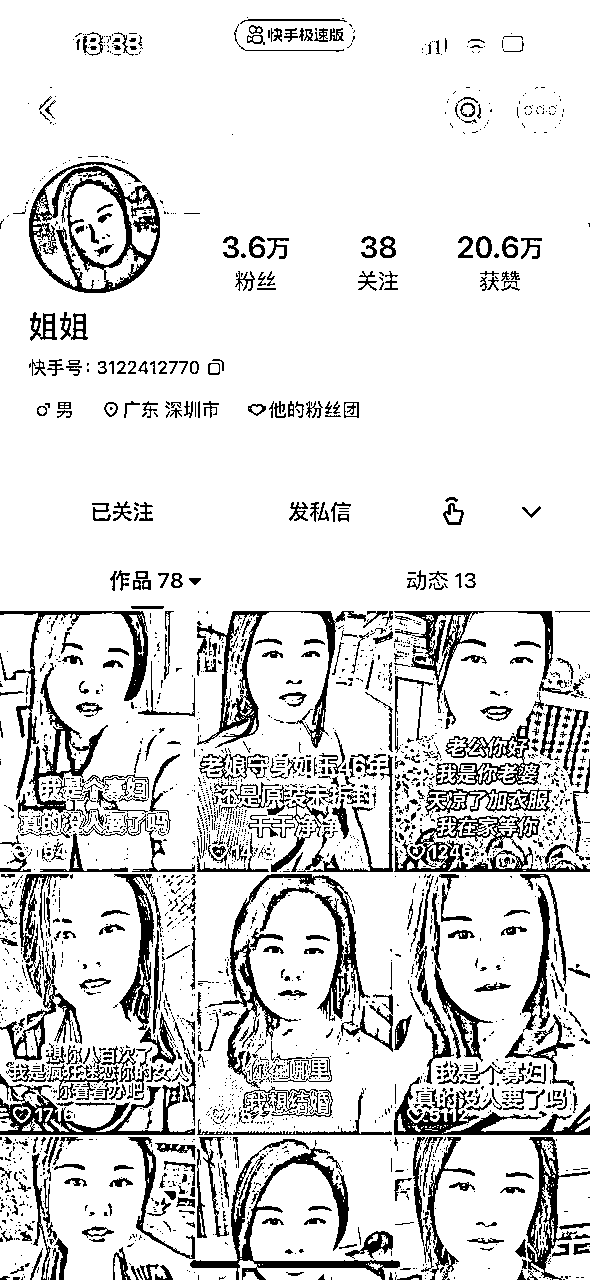 18:38
快手极速版
3.6万
38
20.6万
粉丝
关注
获赞
姐姐
快手号: 3122412770
男
广东 深圳市
他的粉丝团
已关注
发私信
作品 78
动态 13
我是个寡妇
真的没人要了吗
老娘守身如玉46年
还是原装未拆封
干干净净
老公你好
我是你老婆
天凉了加衣服
我在家等你
想你八百次了
我是疯狂迷恋你的女人
你看着办吧
1716
你在哪里
我想结婚
我是个寡妇
真的没人要了吗